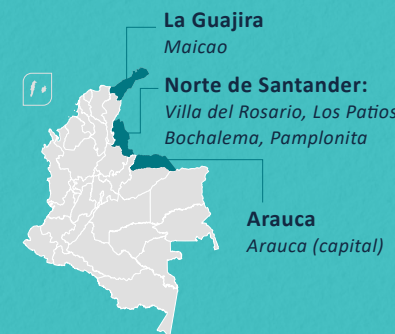 La Guajira
Maicao
Norte de Santander:
Villa del Rosario, Los Patios
Bochalema, Pamplonita
Arauca
Arauca (capital)